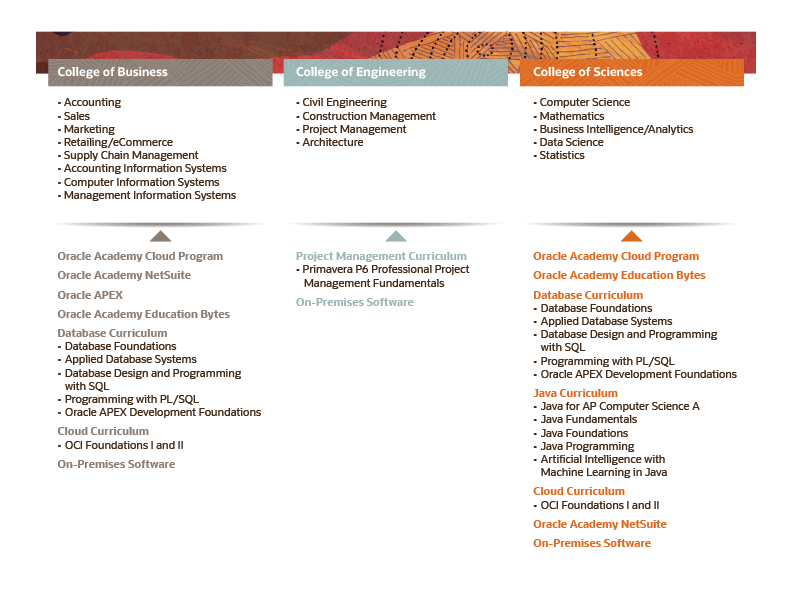 College of Business
- Accounting
- Sales
- Marketing
- Retailing/eCommerce
- Supply Chain Management
- Accounting Information Systems
- Computer Information Systems
- Management Information Systems
Oracle Academy Cloud Program
Oracle Academy NetSuite
Oracle APEX
Oracle Academy Education Bytes
Database Curriculum
- Database Foundations
- Applied Database Systems
- Database Design and Programming
with SQL
- Programming with PL/SQL
- Oracle APEX Development Foundations
Cloud Curriculum
- OCI Foundations I and II
On-Premises Software
College of Engineering
- Civil Engineering
- Construction Management
- Project Management
- Architecture
Project Management Curriculum
- Primavera P6 Professional Project
Management Fundamentals
On-Premises Software
College of Sciences
- Computer Science
- Mathematics
- Business Intelligence/Analytics
- Data Science
- Statistics
Oracle Academy Cloud Program
Oracle Academy Education Bytes
Database Curriculum
- Database Foundations
- Applied Database Systems
- Database Design and Programming
with SQL
- Programming with PL/SQL
- Oracle APEX Development Foundations
Java Curriculum
- Java for AP Computer Science A
- Java Fundamentals
- Java Foundations
- Java Programming
- Artificial Intelligence with
Machine Learning in Java
Cloud Curriculum
- OCI Foundations I and II
Oracle Academy NetSuite
On-Premises Software